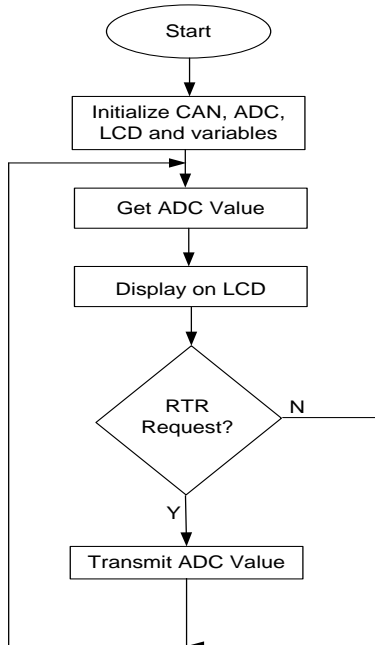 Start
Initialize CAN, ADC,
LCD and variables
Get ADC Value
Display on LCD
RTR
Request?
N
Y
Transmit ADC Value